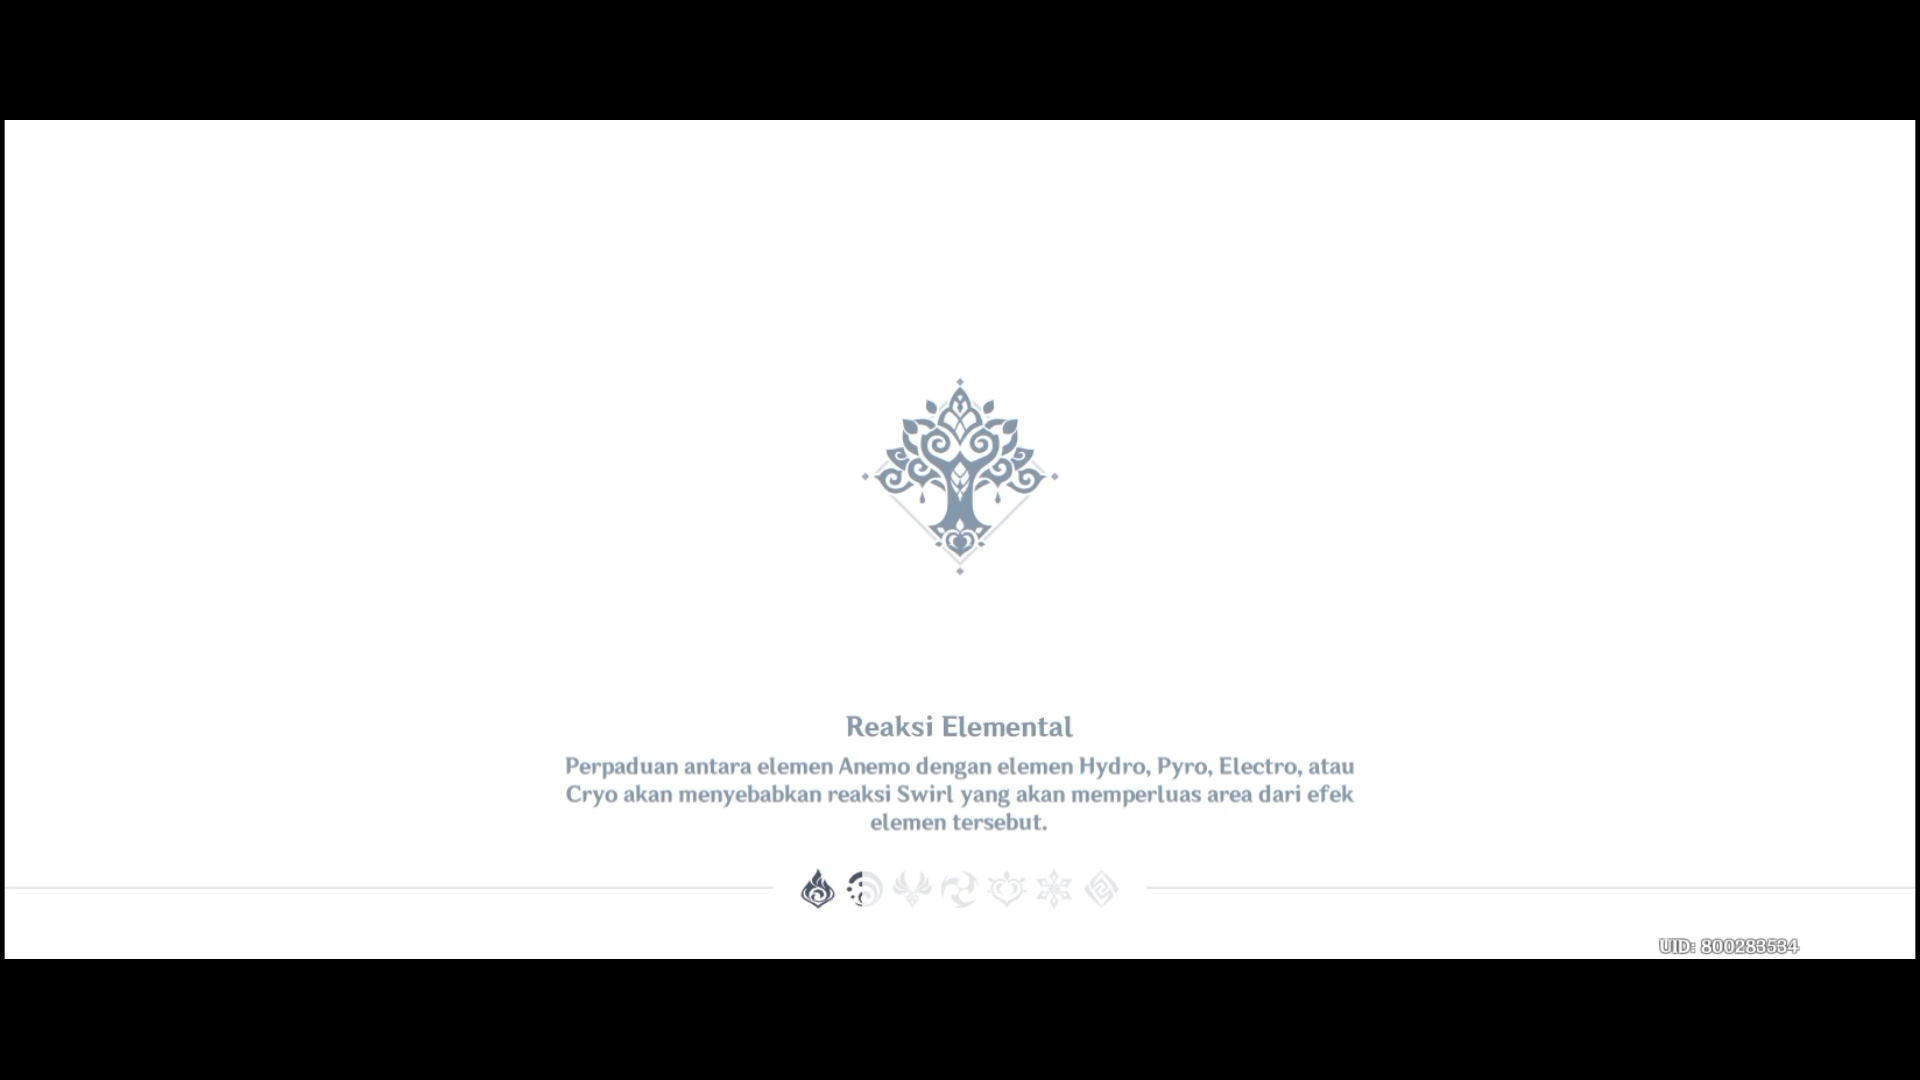 Reaksi Elemental
Perpaduan antara elemen Anemo dengan elemen Hydro, Pyro, Electro, atau
Cryo akan menyebabkan reaksi Swirl yang akan memperluas area dari efek
elemen tersebut.
UID: 800283534